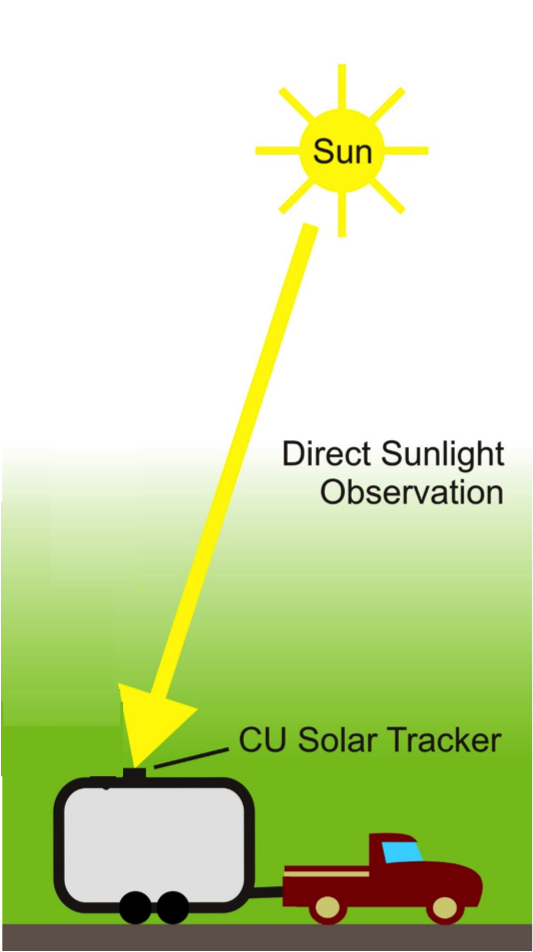 Sun
Direct Sunlight
Observation
CU Solar Tracker